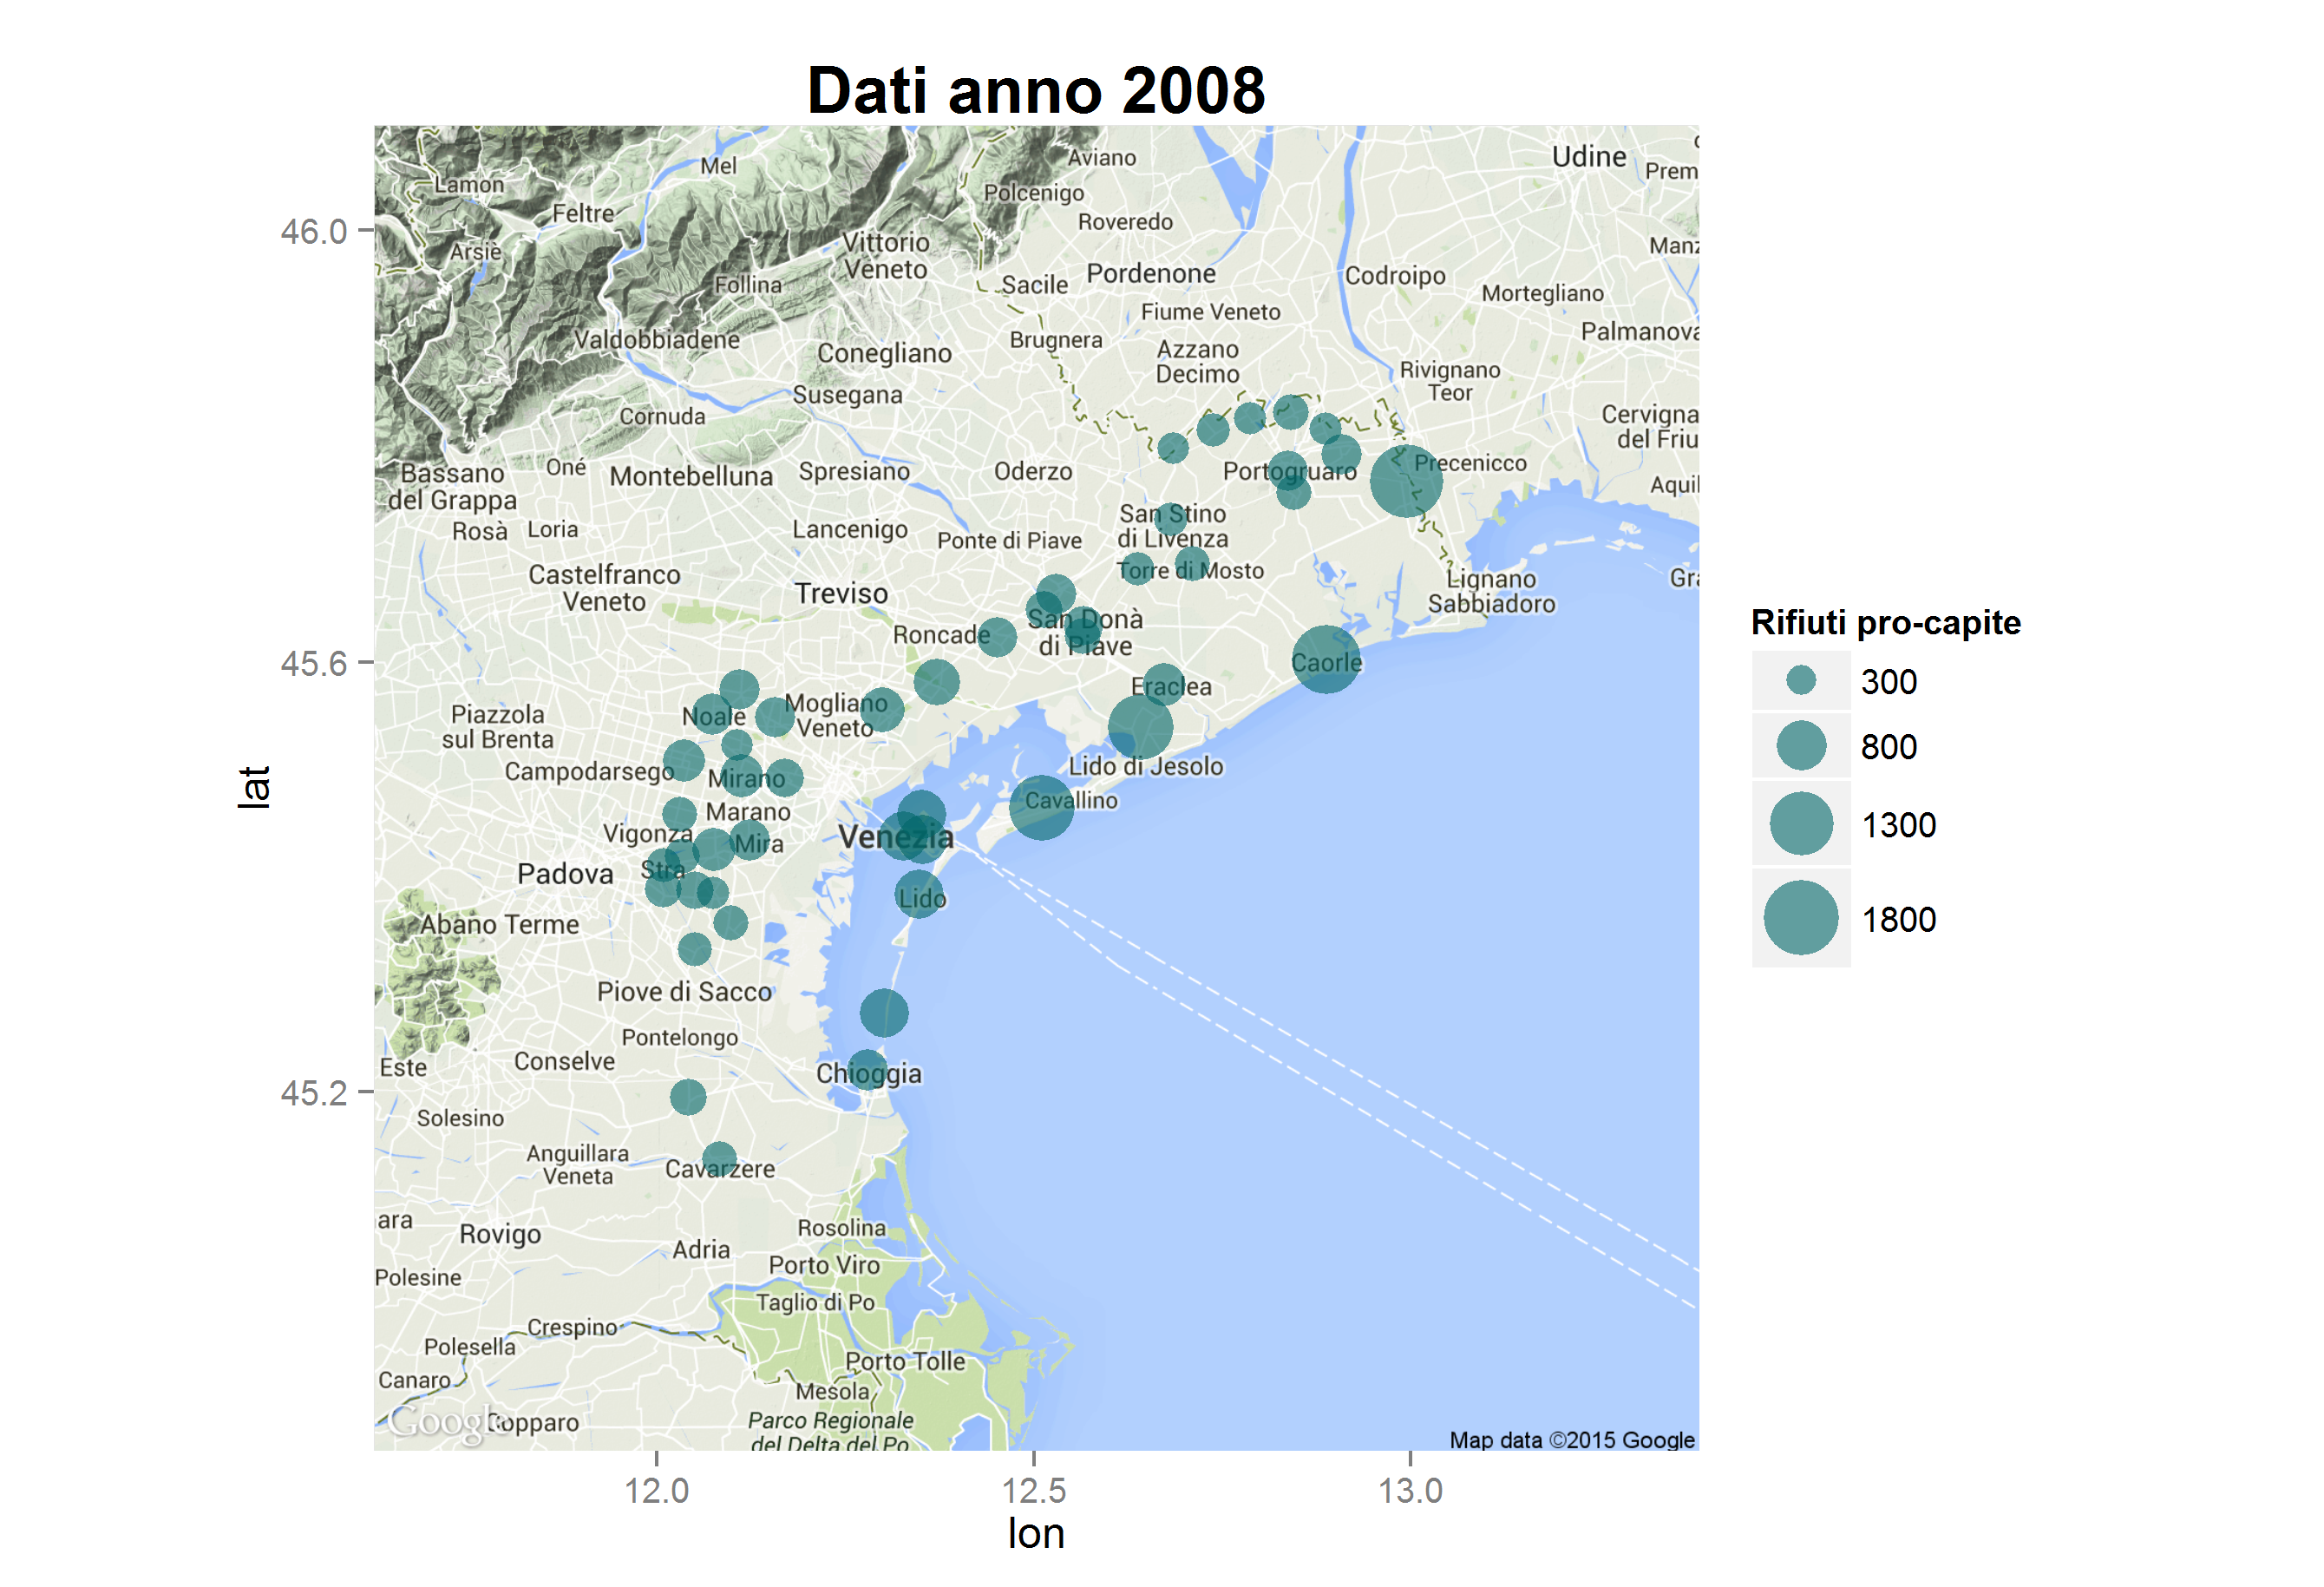 Dati anno 2008
Mel
Aviano
Udine
Prem
Lamon
Polcenigo
Feltre
Roveredo
Arsiè
Vittorio
Veneto
Manz
Follina
Sacile
Pordenone
Codroipo
Mortegliano
Fiume Veneto
Palmanova
Valdobbiadene
Brugnera
Conegliano
Azzano
Decimo
Rivignano
Teor
Susegana
Cornuda
Cervigna
del Friu
Bassano
del Grappa
Oné
Montebelluna
Spresiano
Oderzo
Portogruaro
Precenicco
Aquil
Rosà
Loria
Lancenigo
Ponte di Piave
San Stino
di Livenza
Torre di Mosto
Castelfranco
Veneto
Treviso
Lignano
Sabbiadoro
Gra
Roncade
San Donà
di Piave
Caorle
Eraclea
Piazzola
sul Brenta
Noale
Mogliano
Veneto
Campodarsego
Mirano
Lido di Jesolo
Marano
Cavallino
Vigonza
Mira
Venezia
Padova
Stra
Lido
Abano Terme
Piove di Sacco
Pontelongo
Conselve
Este
Chioggia
Solesino
Anguillara
Veneta
Cavarzere
ara
Rovigo
Rosolina
Adria
Porto Viro
Polesine
Taglio di Po
Crespino
Polesella
Porto Tolle
Canaro
Mesola
Google
Copparo
Parco Regionale
del Delta del Po
Map data ©2015 Google
46.0
45.6
45.2
lat
12.0
12.5
13.0
lon
Rifiuti pro-capite
300
800
1300
1800